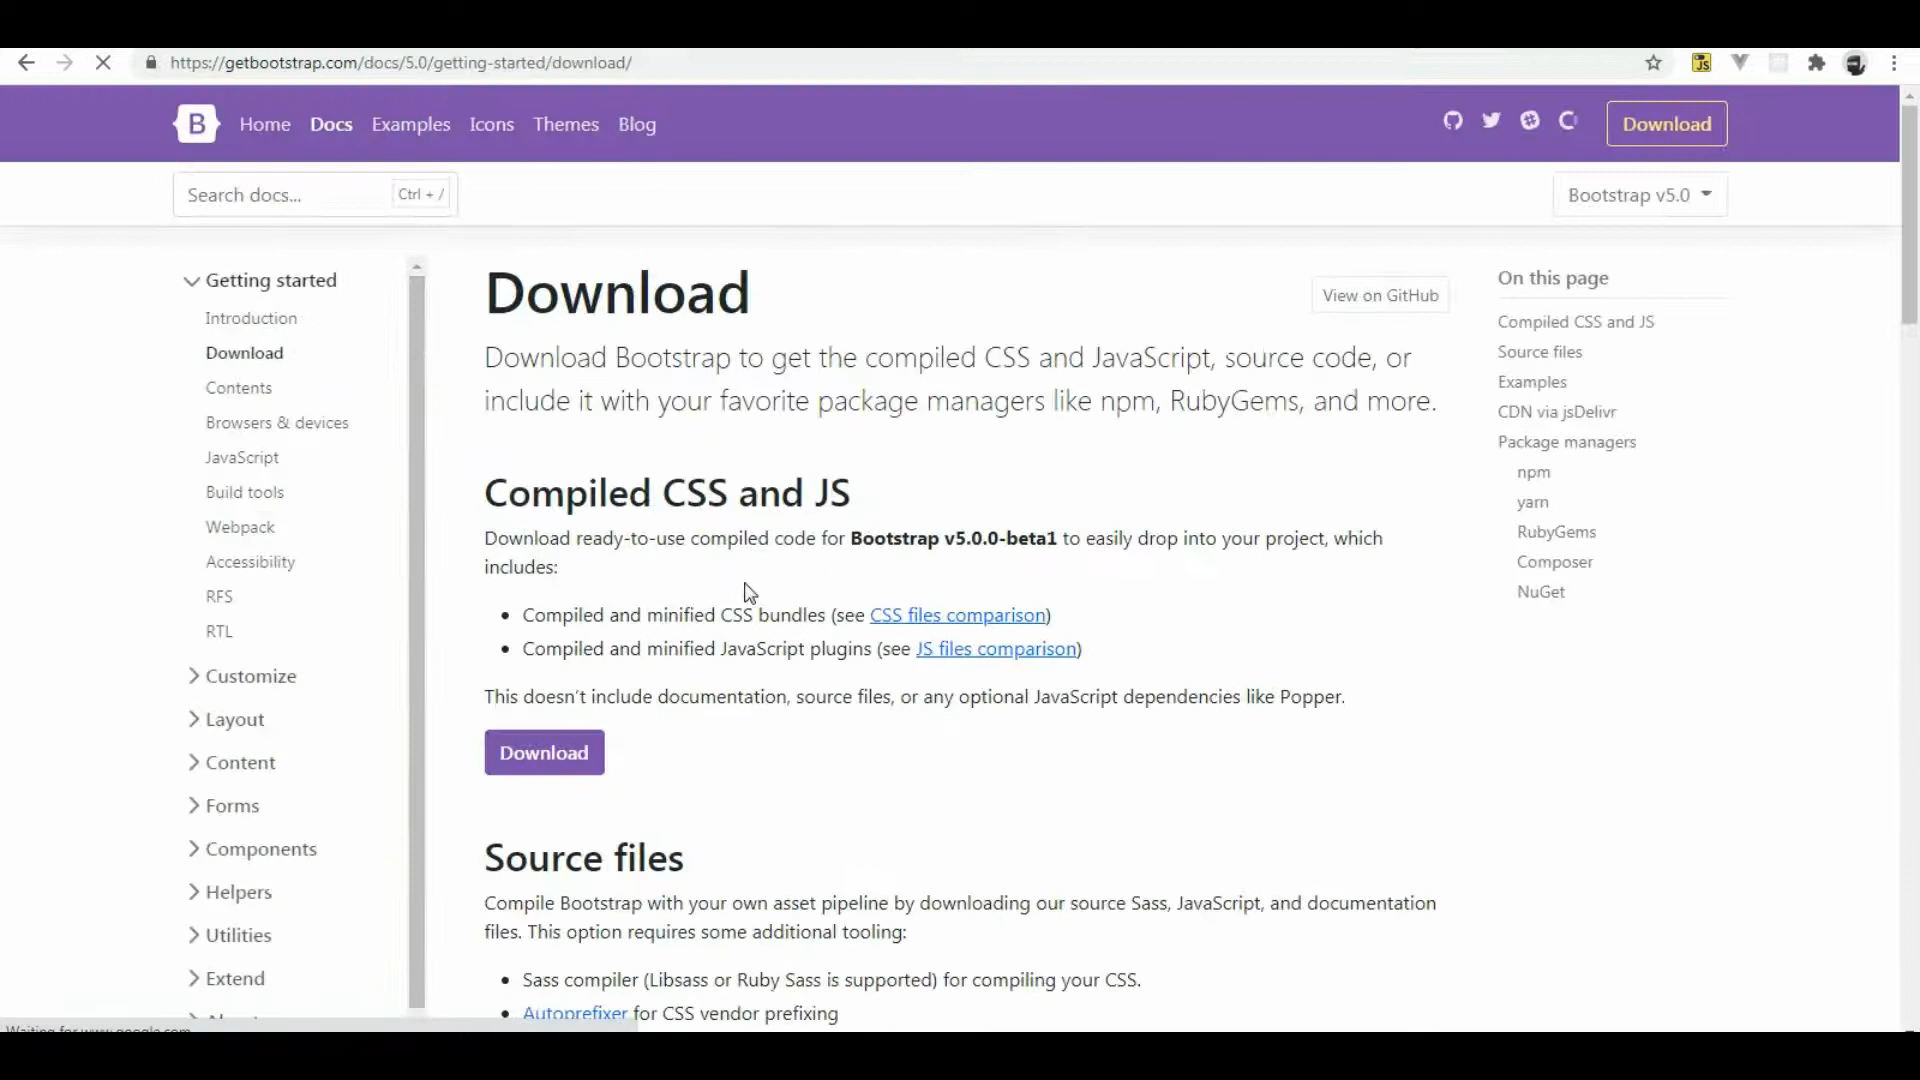 https://getbootstrap.com/docs/5.0/getting-started/download/
JS
B Home Docs Examples Icons Themes Blog Download
Search docs... Ctrl + /
Bootstrap v5.0
Getting started
Introduction
Download
Contents
Browsers & devices
JavaScript
Build tools
Webpack
Accessibility
RFS
RTL
Customize
Layout
Content
Forms
Components
Helpers
Utilities
Extend
Download
View on GitHub
Download Bootstrap to get the compiled CSS and JavaScript, source code, or
include it with your favorite package managers like npm, RubyGems, and more.
Compiled CSS and JS
Download ready-to-use compiled code for Bootstrap v5.0.0-beta1 to easily drop into your project, which
includes:
• Compiled and minified CSS bundles (see CSS files comparison)
• Compiled and minified JavaScript plugins (see JS files comparison)
This doesn’t include documentation, source files, or any optional JavaScript dependencies like Popper.
Download
Source files
Compile Bootstrap with your own asset pipeline by downloading our source Sass, JavaScript, and documentation
files. This option requires some additional tooling:
• Sass compiler (Libsass or Ruby Sass is supported) for compiling your CSS.
• Autoprefixer for CSS vendor prefixing
On this page
Compiled CSS and JS
Source files
Examples
CDN via jsDelivr
Package managers
npm
yarn
RubyGems
Composer
NuGet
Waiting for www.google.com